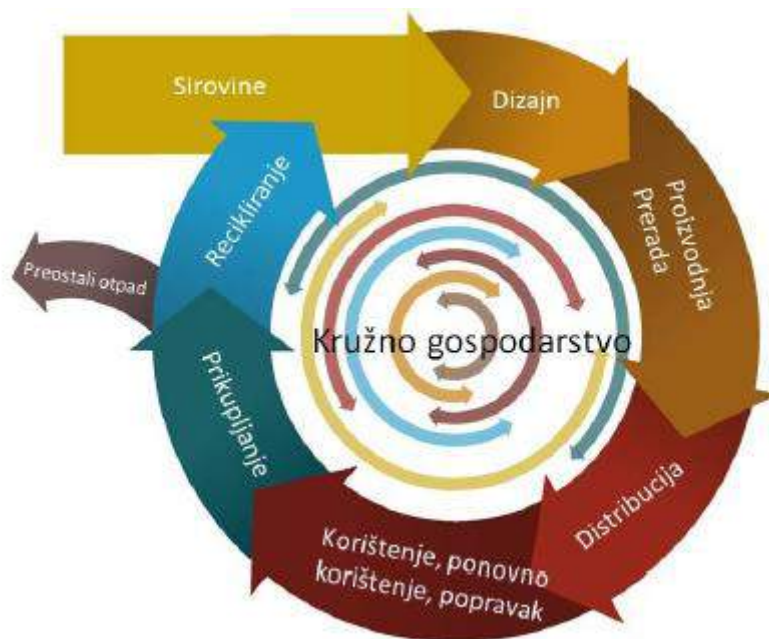 Sirovine
Dizajn
Proizvodnja
Prerada
Distribucija
Korištenje, ponovno
korištenje, popravak
Prikupljanje
Recikliranje
Preostali otpad
Kružno gospodarstvo